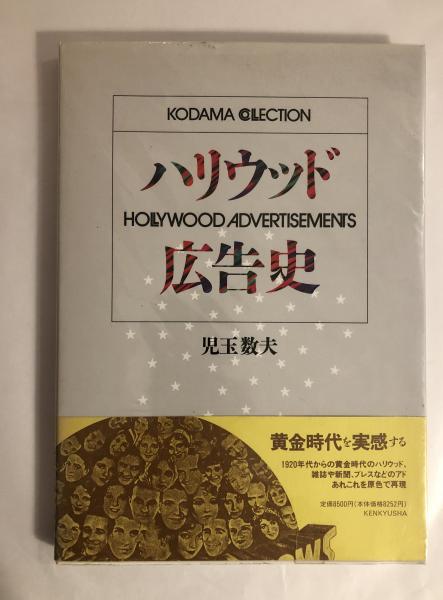 KODAMA COLLECTION
ハリウッド
HOLLYWOOD ADVERTISEMENTS
広告史
児玉数夫
黄金時代を実感する
1920年代からの黄金時代のハリウッド、
雑誌や新聞、プレスなどのアド
あれこれを原色で再現
定価8500円(本体価格8252円)
KENKYUSHA